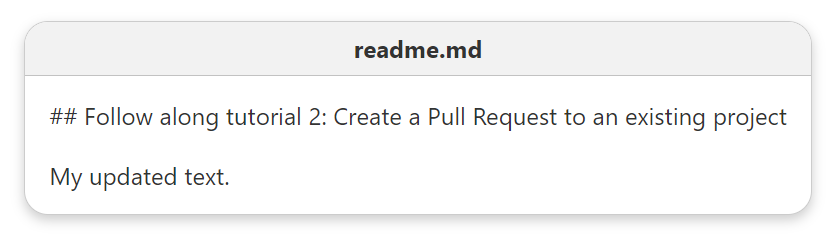 readme.md
## Follow along tutorial 2: Create a Pull Request to an existing project
My updated text.